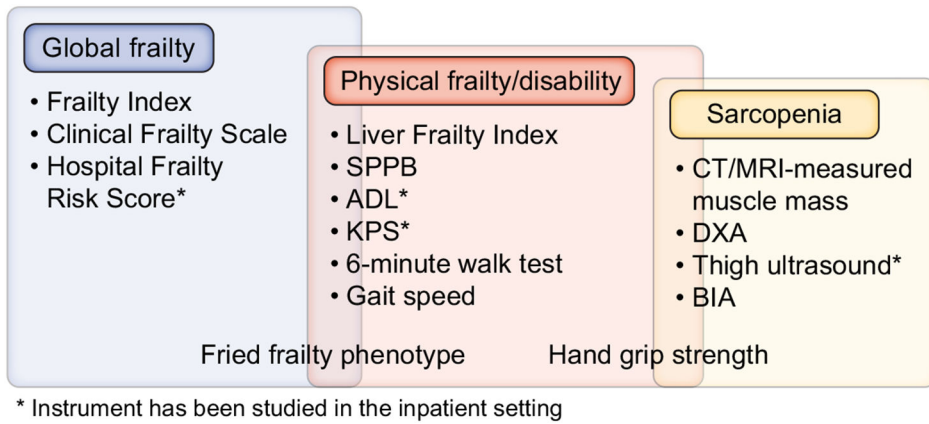 Global frailty
• Frailty Index
• Clinical Frailty Scale
• Hospital Frailty
Risk Score*
Physical frailty/disability
• Liver Frailty Index
• SPPB
• ADL*
• KPS*
• 6-minute walk test
• Gait speed
Sarcopenia
• CT/MRI-measured
muscle mass
• DXA
• Thigh ultrasound*
• BIA
Fried frailty phenotype
Hand grip strength
* Instrument has been studied in the inpatient setting